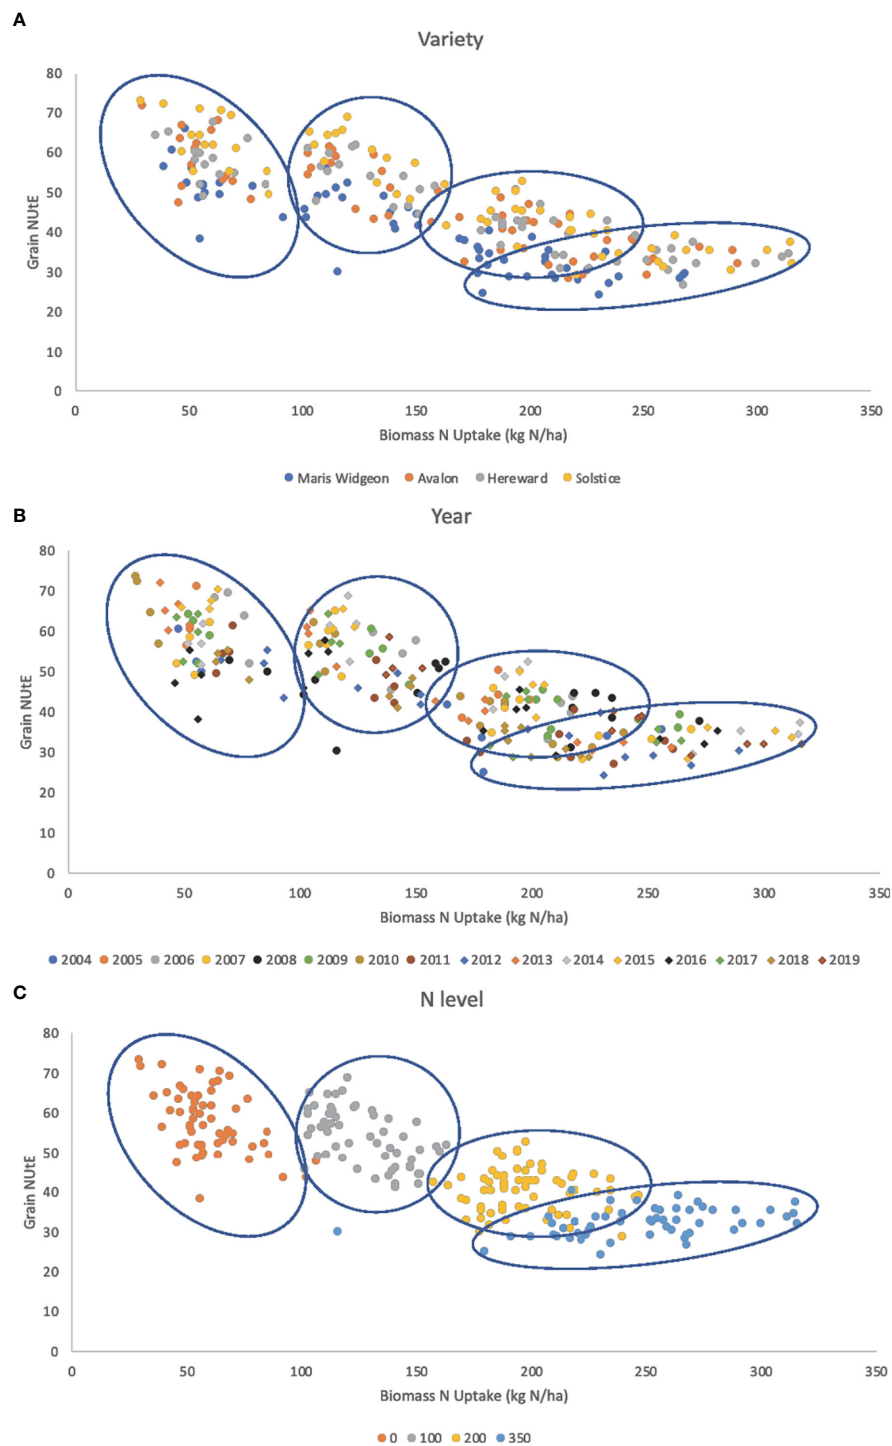 A
Variety
80
70
60
50
40
30
20
10
0
Grain NUtE
0 50 100 150 200 250 300 350
Biomass N Uptake (kg N/ha)
Maris Widgeon Avalon Hereward Solstice
B
Year
80
70
60
50
40
30
20
10
0
Grain NUtE
0 50 100 150 200 250 300 350
Biomass N Uptake (kg N/ha)
2004 2005 2006 2007 2008 2009 2010 2011 2012 2013 2014 2015 2016 2017 2018 2019
C
N level
80
70
60
50
40
30
20
10
0
Grain NUtE
0 50 100 150 200 250 300 350
Biomass N Uptake (kg N/ha)
0 100 200 350